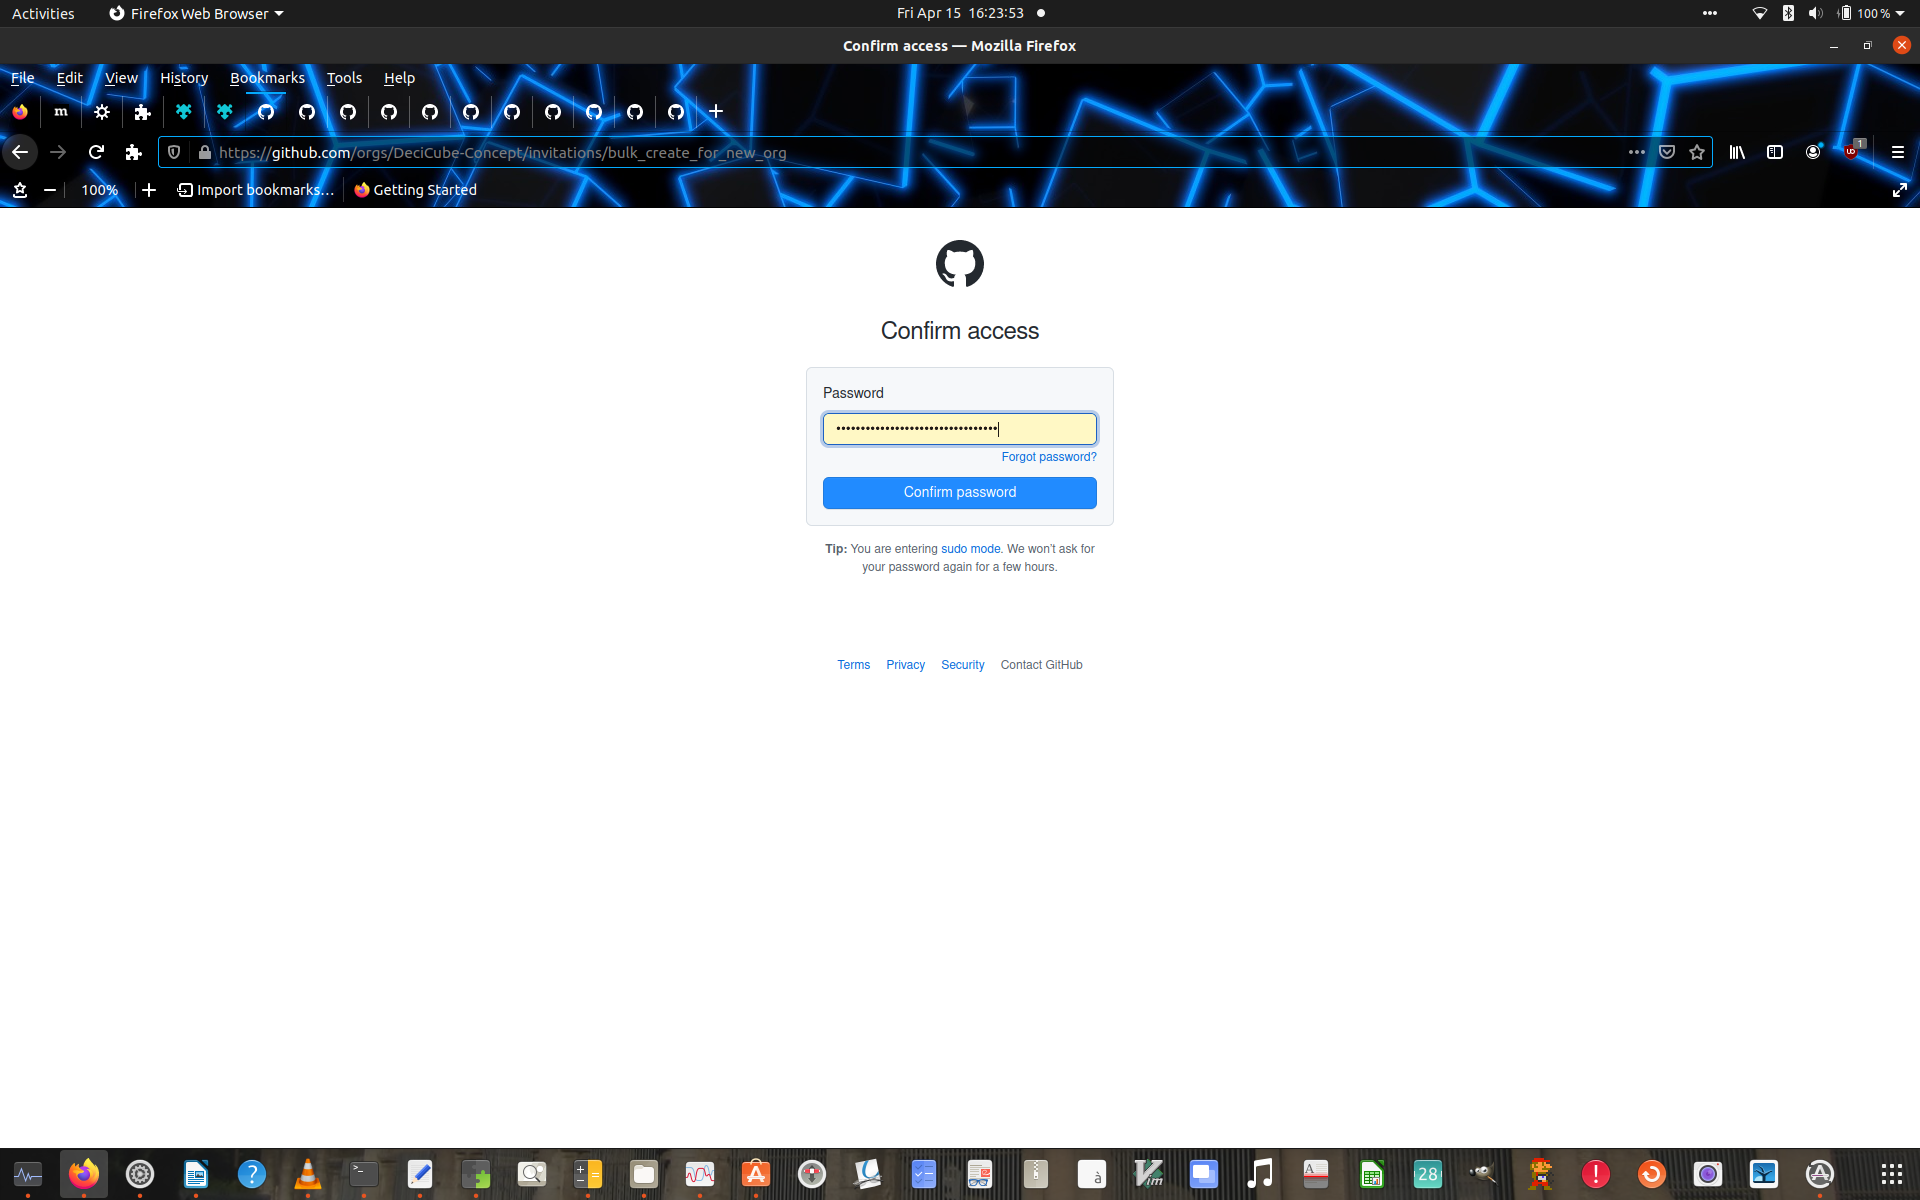 Activities
Firefox Web Browser
Fri Apr 15 16:23:53
100 %
Confirm access — Mozilla Firefox
File Edit View History Bookmarks Tools Help
m
https://github.com/orgs/DeciCube-Concept/invitations/bulk_create_for_new_org
1
100%
Import bookmarks…
Getting Started
Confirm access
Password
Forgot password?
Confirm password
Tip: You are entering sudo mode. We won't ask for
your password again for a few hours.
Terms Privacy Security Contact GitHub
28